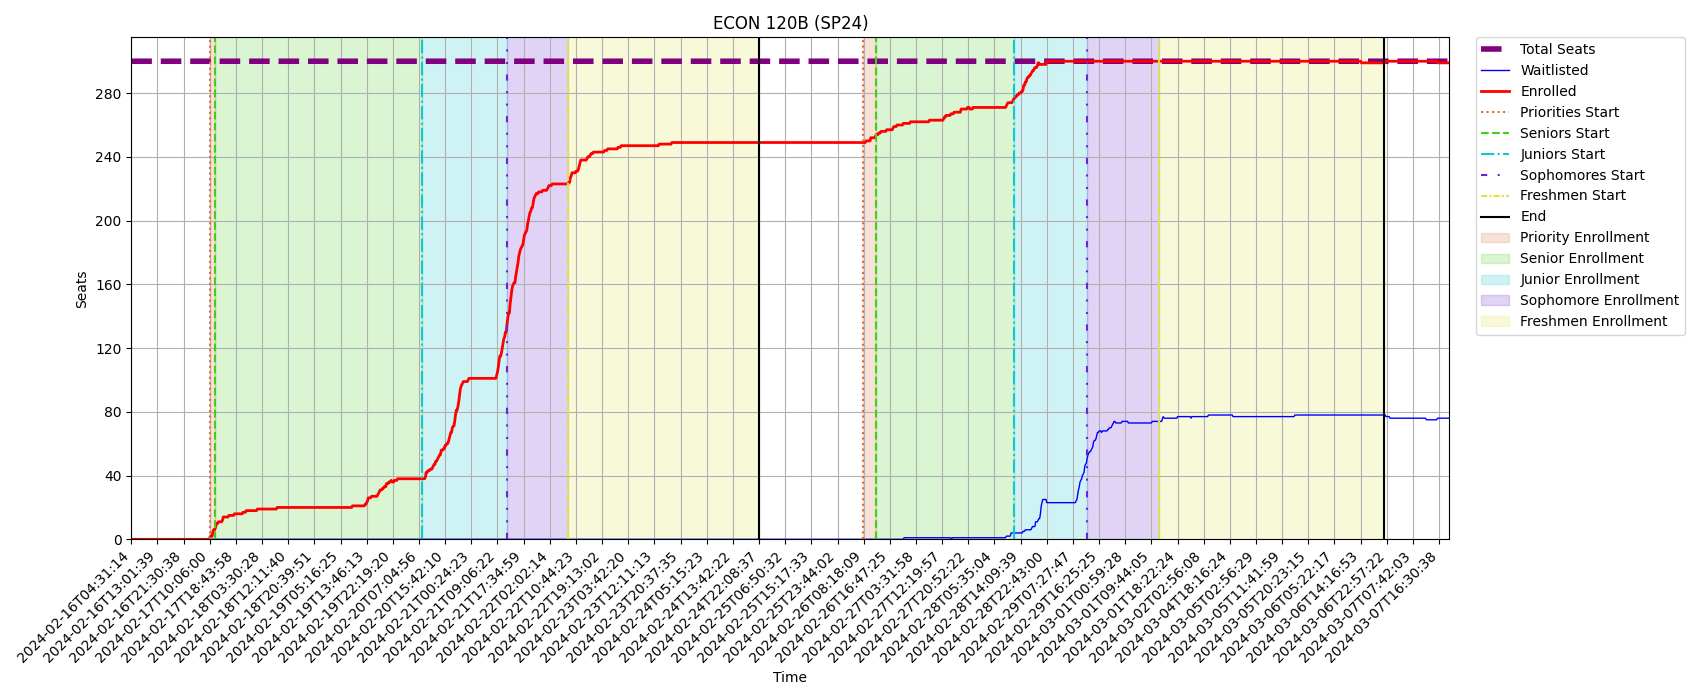 ECON 120B (SP24)
Total Seats
Waitlisted
Enrolled
Priorities Start
Seniors Start
Juniors Start
Sophomores Start
Freshmen Start
End
Priority Enrollment
Senior Enrollment
Junior Enrollment
Sophomore Enrollment
Freshmen Enrollment
Seats
280
240
200
160
120
80
40
0
2024-02-16T04:31:14
2024-02-16T13:01:39
2024-02-16T21:30:38
2024-02-17T10:06:00
2024-02-17T18:43:58
2024-02-18T03:30:28
2024-02-18T12:11:40
2024-02-18T20:39:51
2024-02-19T05:16:25
2024-02-19T13:46:13
2024-02-19T22:19:20
2024-02-20T07:04:56
2024-02-20T15:42:10
2024-02-21T00:24:23
2024-02-21T09:06:22
2024-02-21T17:34:59
2024-02-22T02:02:14
2024-02-22T10:44:23
2024-02-22T19:13:02
2024-02-23T03:42:20
2024-02-23T12:11:13
2024-02-23T20:37:35
2024-02-24T05:15:23
2024-02-24T13:42:22
2024-02-24T22:08:37
2024-02-25T06:50:32
2024-02-25T15:17:33
2024-02-25T23:44:02
2024-02-26T08:18:09
2024-02-26T16:47:25
2024-02-27T03:31:58
2024-02-27T12:19:57
2024-02-27T20:52:22
2024-02-28T05:35:04
2024-02-28T14:09:39
2024-02-28T22:43:00
2024-02-29T07:27:47
2024-02-29T16:25:25
2024-03-01T00:59:28
2024-03-01T09:44:05
2024-03-01T18:22:24
2024-03-02T02:56:08
2024-03-04T18:16:24
2024-03-05T02:56:29
2024-03-05T11:41:59
2024-03-05T20:23:15
2024-03-06T05:22:17
2024-03-06T14:16:53
2024-03-06T22:57:22
2024-03-07T07:42:03
2024-03-07T16:30:38
Time